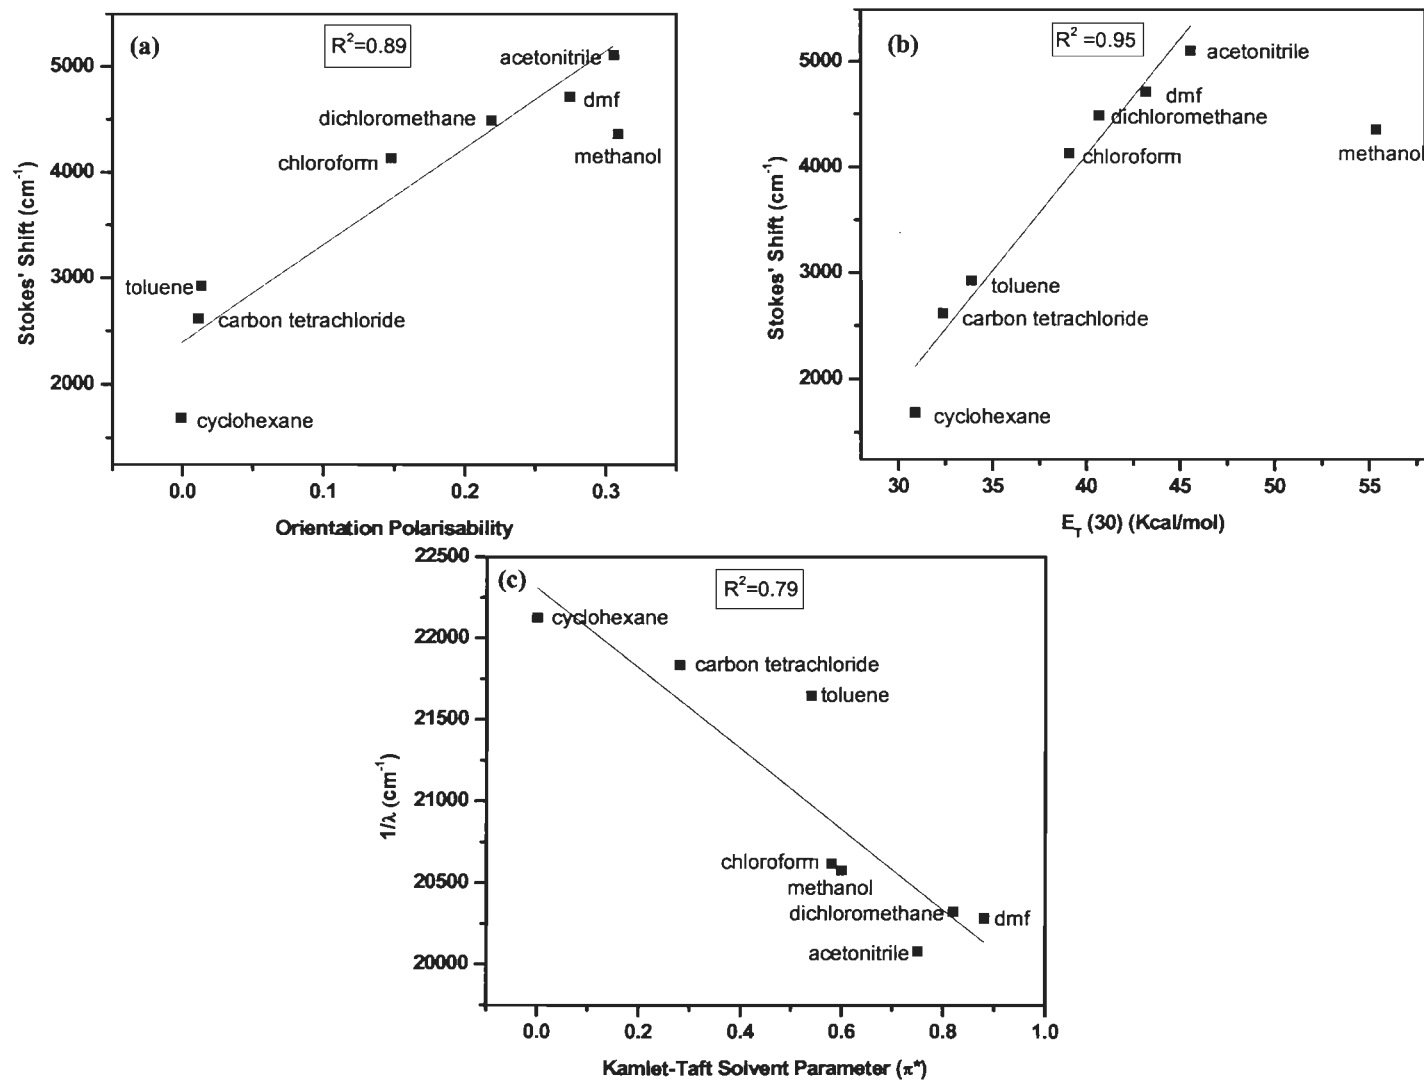 (a)
R²=0.89
5000
4000
3000
2000
Stokes' Shift (cm⁻¹)
acetonitrile
dmf
dichloromethane
methanol
chloroform
toluene
carbon tetrachloride
cyclohexane
0.0 0.1 0.2 0.3
Orientation Polarisability
(b)
R² =0.95
5000
4000
3000
2000
Stokes' Shift (cm⁻¹)
acetonitrile
dmf
dichloromethane
chloroform
methanol
toluene
carbon tetrachloride
cyclohexane
30 35 40 45 50 55
E_T (30) (Kcal/mol)
(c)
R²=0.79
22500
22000
21500
21000
20500
20000
1/λ (cm⁻¹)
cyclohexane
carbon tetrachloride
toluene
chloroform
methanol
dichloromethane
dmf
acetonitrile
0.0 0.2 0.4 0.6 0.8 1.0
Kamlet-Taft Solvent Parameter (π*)